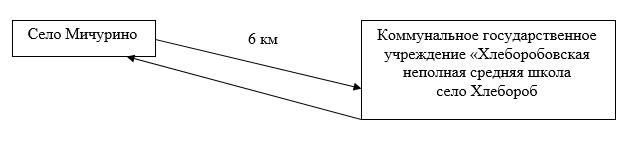 Село Мичурино
6 км
Коммунальное государственное
учреждение «Хлеборобовская
неполная средняя школа
село Хлебороб